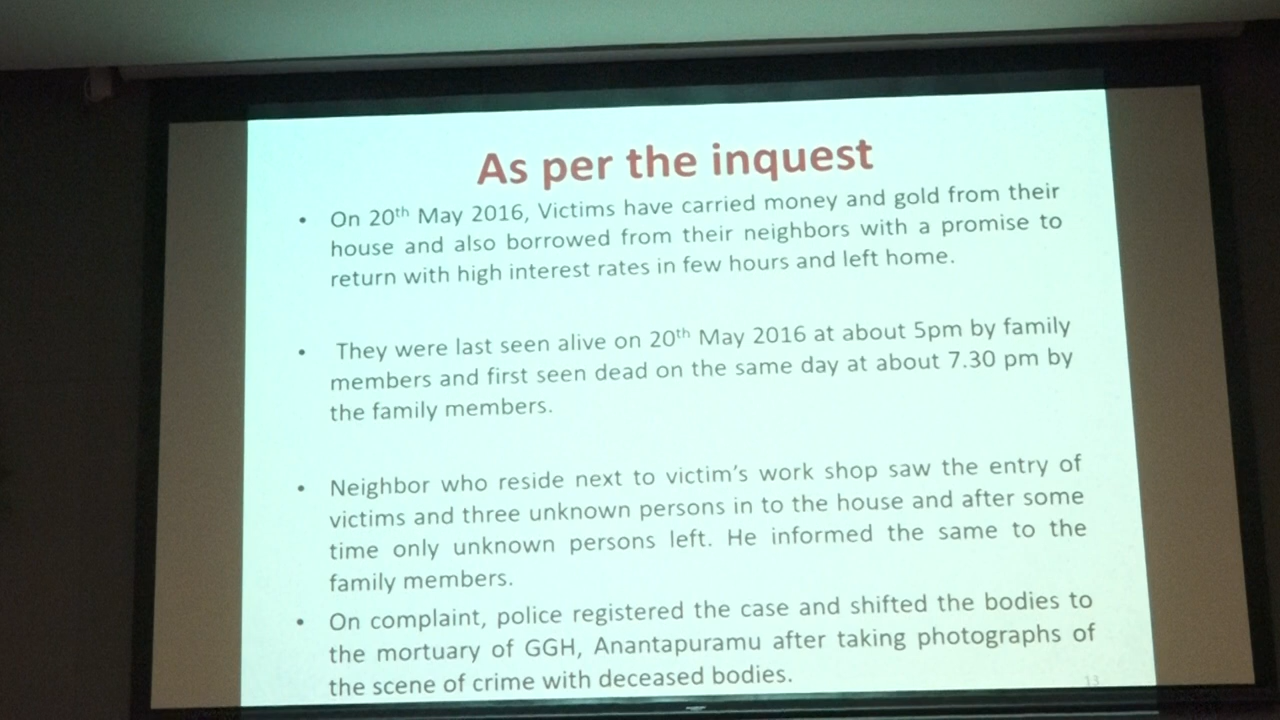 As per the inquest
• On 20th May 2016, Victims have carried money and gold from their
house and also borrowed from their neighbors with a promise to
return with high interest rates in few hours and left home.
• They were last seen alive on 20th May 2016 at about 5pm by family
members and first seen dead on the same day at about 7.30 pm by
the family members.
• Neighbor who reside next to victim's work shop saw the entry of
victims and three unknown persons in to the house and after some
time only unknown persons left. He informed the same to the
family members.
• On complaint, police registered the case and shifted the bodies to
the mortuary of GGH, Anantapuramu after taking photographs of
the scene of crime with deceased bodies.
13